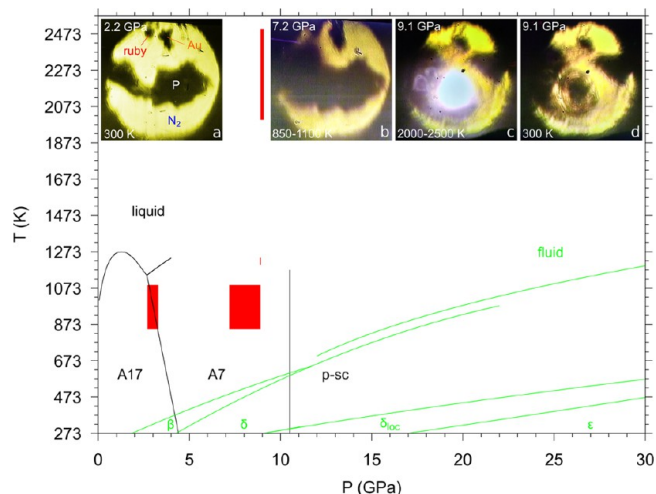 2473
2273
2073
1873
1673
1473
1273
1073
873
673
473
273
T (K)
2.2 GPa
ruby
Au
P
N₂
300 K
a
7.2 GPa
850-1100 K
b
9.1 GPa
2000-2500 K
c
9.1 GPa
300 K
d
liquid
fluid
A17
A7
p-sc
β
δ
δloc
ε
0
5
10
15
20
25
30
P (GPa)